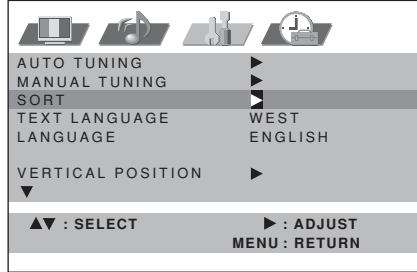 AUTO TUNING ▶
MANUAL TUNING ▶
SORT ▶
TEXT LANGUAGE WEST
LANGUAGE ENGLISH
VERTICAL POSITION ▶
▼
▲▼ : SELECT ▶ : ADJUST
MENU : RETURN